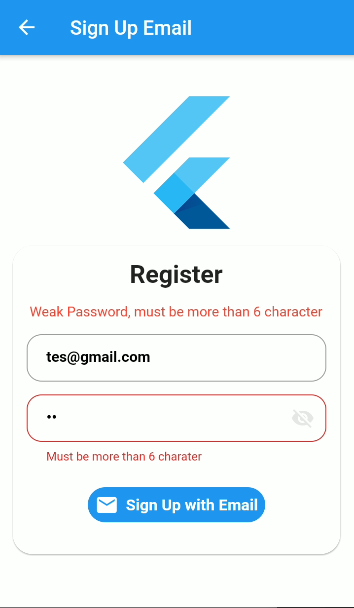 Sign Up Email
Register
Weak Password, must be more than 6 character
tes@gmail.com
••
Must be more than 6 charater
Sign Up with Email